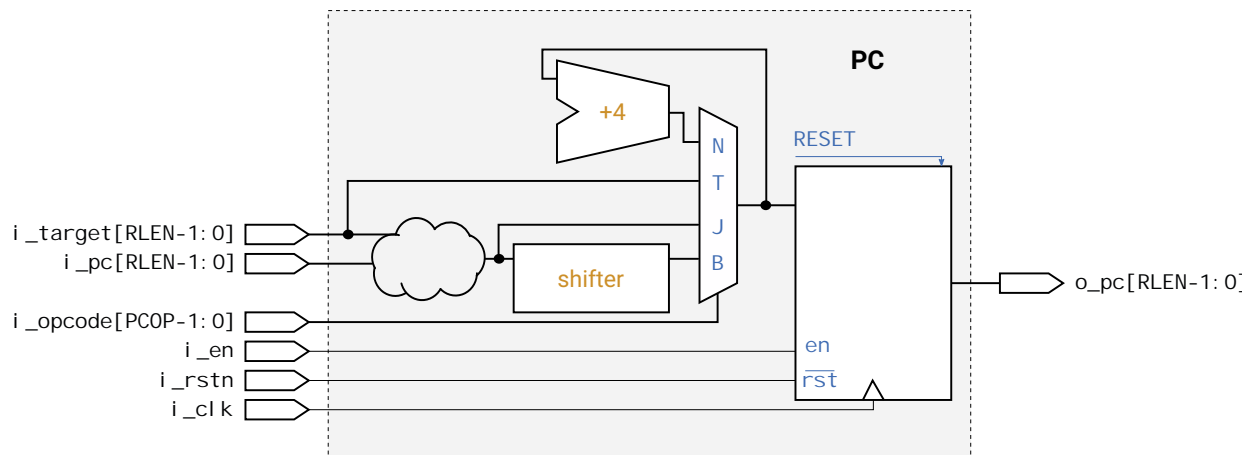 PC
+4
N
RESET
T
J
i_target[RLEN-1:0]
i_pc[RLEN-1:0]
shifter
B
o_pc[RLEN-1:0]
i_opcode[PCOP-1:0]
i_en
en
i_rstn
rst
i_clk